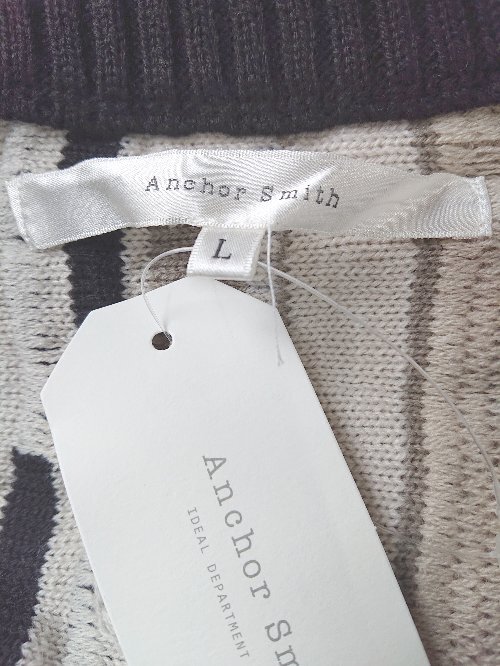 Anchor Smith
L
Anchor Sm
IDEAL DEPARTMENT